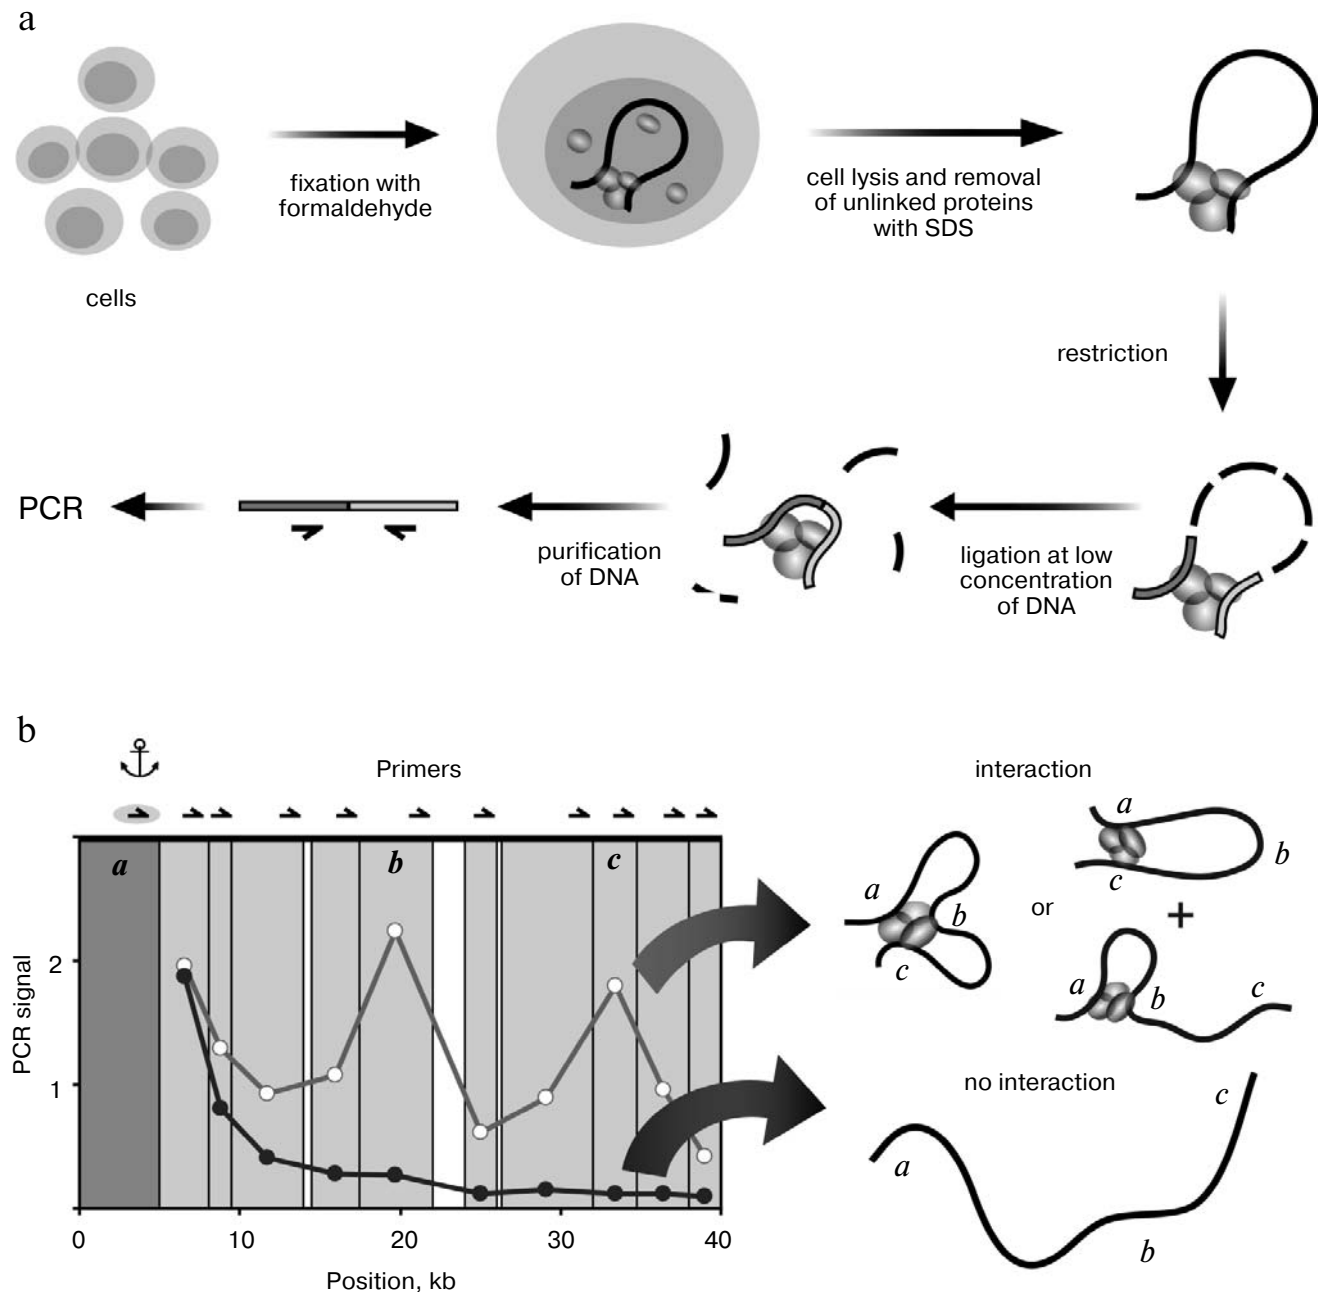 a
fixation with
formaldehyde
cell lysis and removal
of unlinked proteins
with SDS
cells
restriction
PCR
purification
of DNA
ligation at low
concentration
of DNA
b
Primers
interaction
a
b
c
a
b
c
or
a
b
c
+
a
b
c
PCR signal
2
1
no interaction
a
b
c
0
10
20
30
40
Position, kb